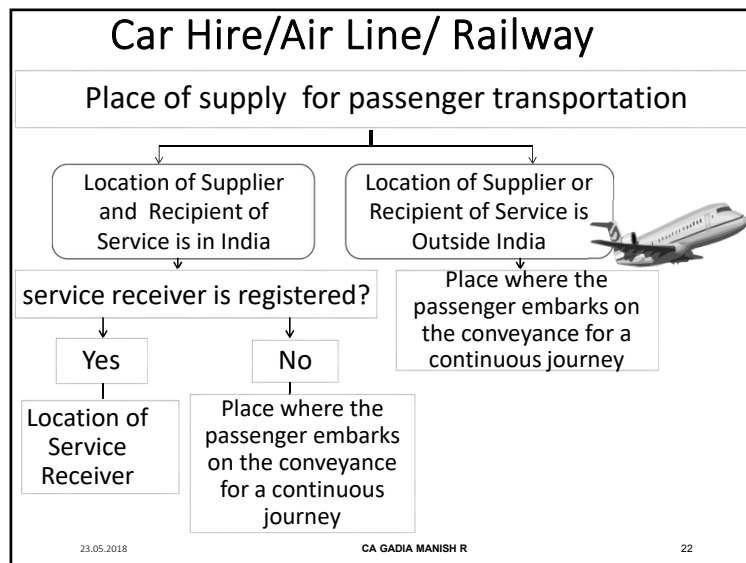 Car Hire/Air Line/ Railway
Place of supply for passenger transportation
Location of Supplier
and Recipient of
Service is in India
Location of Supplier or
Recipient of Service is
Outside India
service receiver is registered?
Place where the
passenger embarks on
the conveyance for a
continuous journey
Yes
No
Location of
Service
Receiver
Place where the
passenger embarks
on the conveyance
for a continuous
journey
23.05.2018
CA GADIA MANISH R
22